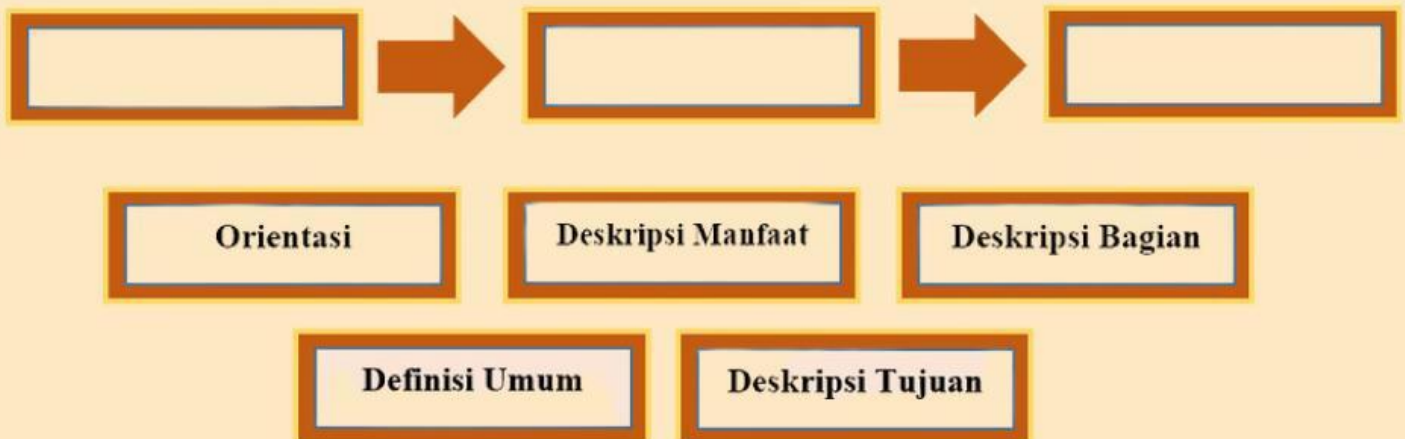 Orientasi
Deskripsi Manfaat
Deskripsi Bagian
Definisi Umum
Deskripsi Tujuan